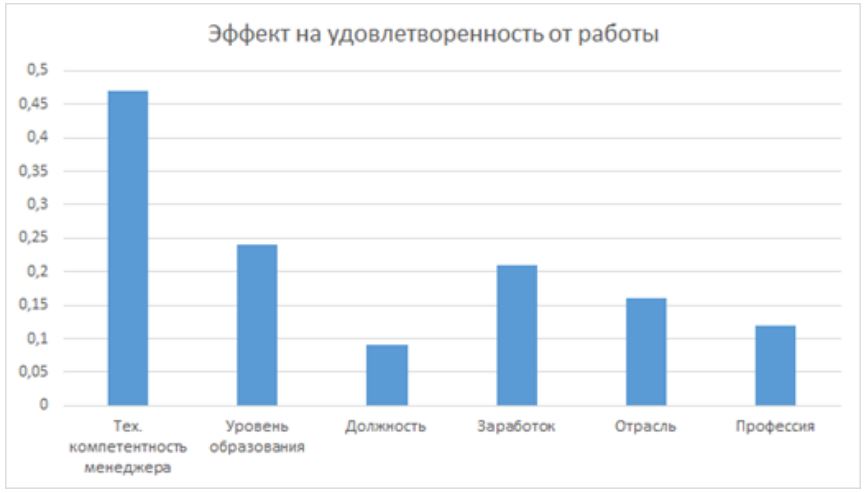 Эффект на удовлетворенность от работы
0,5
0,45
0,4
0,35
0,3
0,25
0,2
0,15
0,1
0,05
0
Тех.
компетентность
менеджера
Уровень
образования
Должность
Заработок
Отрасль
Профессия